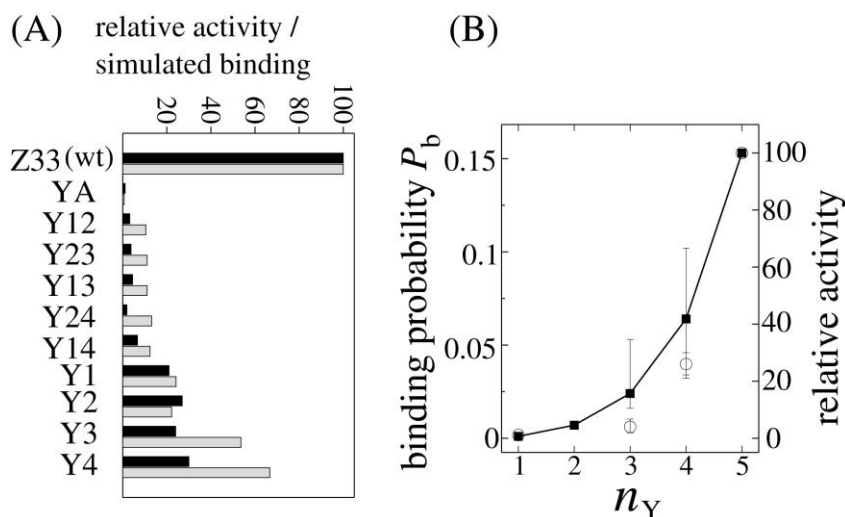 (A) relative activity /
simulated binding
20 40 60 80 100
Z33 (wt)
YA
Y12
Y23
Y13
Y24
Y14
Y1
Y2
Y3
Y4
(B)
binding probability P_b
0.15
0.1
0.05
0
1 2 3 4 5
n_Y
100
80
60
40
20
0
relative activity